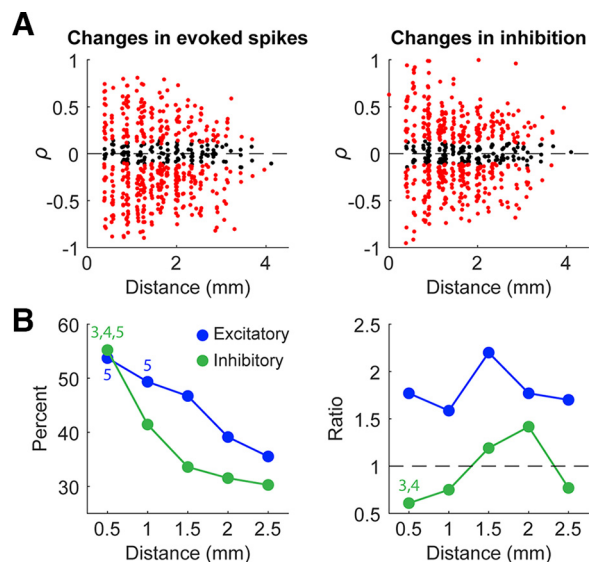 A
Changes in evoked spikes
Changes in inhibition
1
0.5
0
-0.5
-1
ρ
0
2
4
Distance (mm)
1
0.5
0
-0.5
-1
ρ
0
2
4
Distance (mm)
B
60
50
40
30
Percent
3,4,5
5
5
Excitatory
Inhibitory
0.5
1
1.5
2
2.5
Distance (mm)
2.5
2
1.5
1
0.5
Ratio
3,4
0.5
1
1.5
2
2.5
Distance (mm)